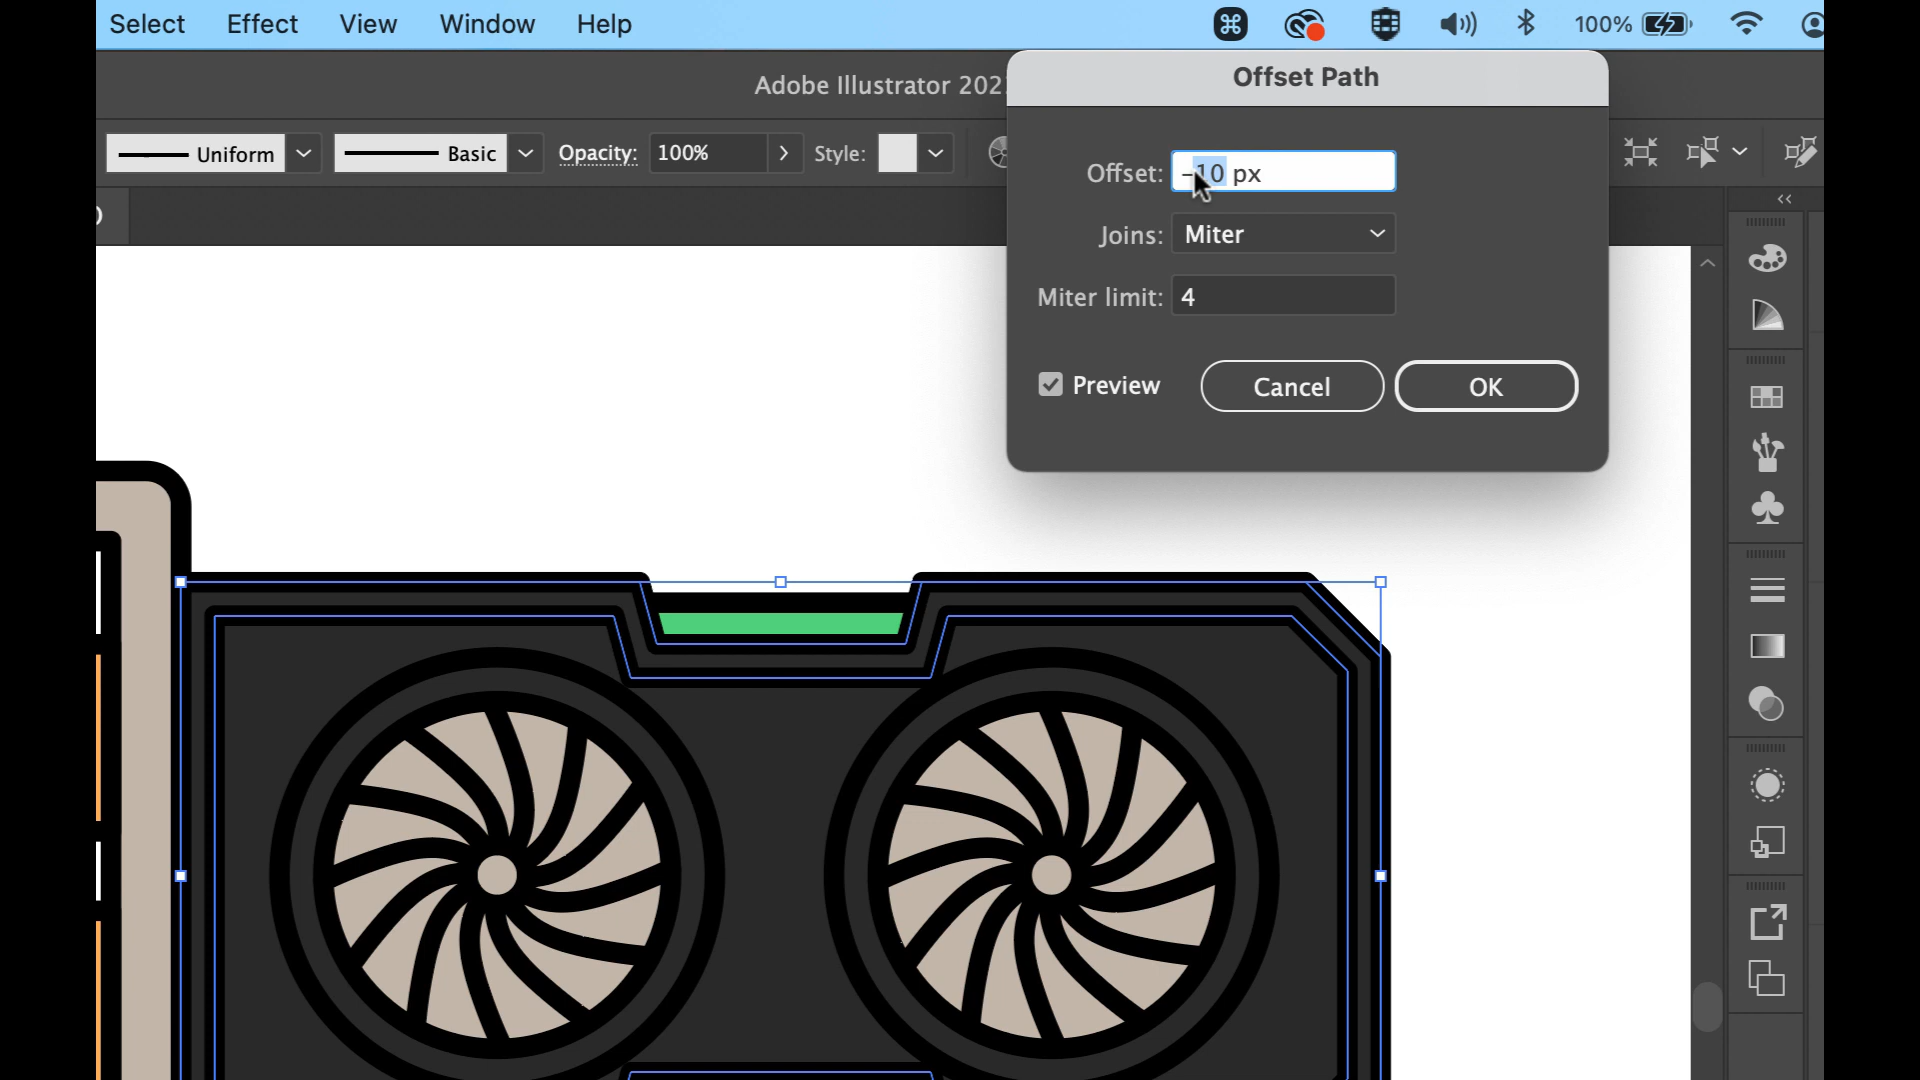 Select Effect View Window Help 100%
Adobe Illustrator 202
Offset Path
Uniform Basic Opacity: 100% Style:
Offset: -10 px
Joins: Miter
Miter limit: 4
Preview Cancel OK